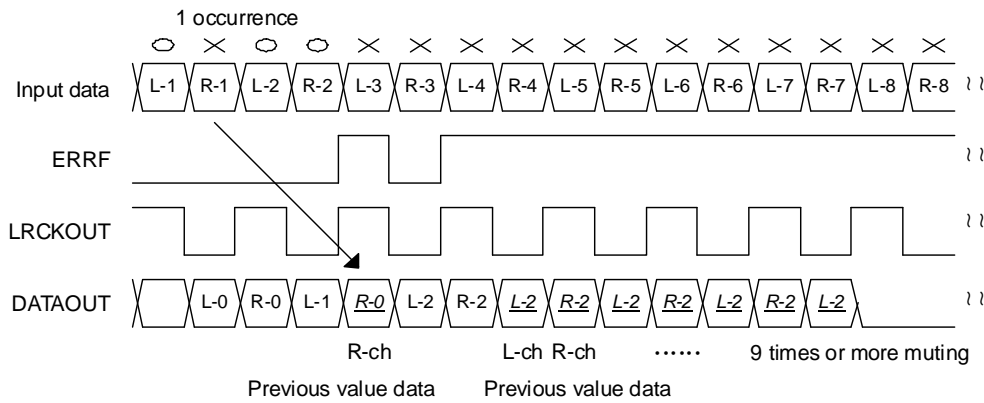 1 occurrence
Input data L-1 R-1 L-2 R-2 L-3 R-3 L-4 R-4 L-5 R-5 L-6 R-6 L-7 R-7 L-8 R-8
ERRF
LRCKOUT
DATAOUT L-0 R-0 L-1 R-0 L-2 R-2 L-2 R-2 L-2 R-2 L-2 R-2 L-2
R-ch L-ch R-ch ...... 9 times or more muting
Previous value data Previous value data